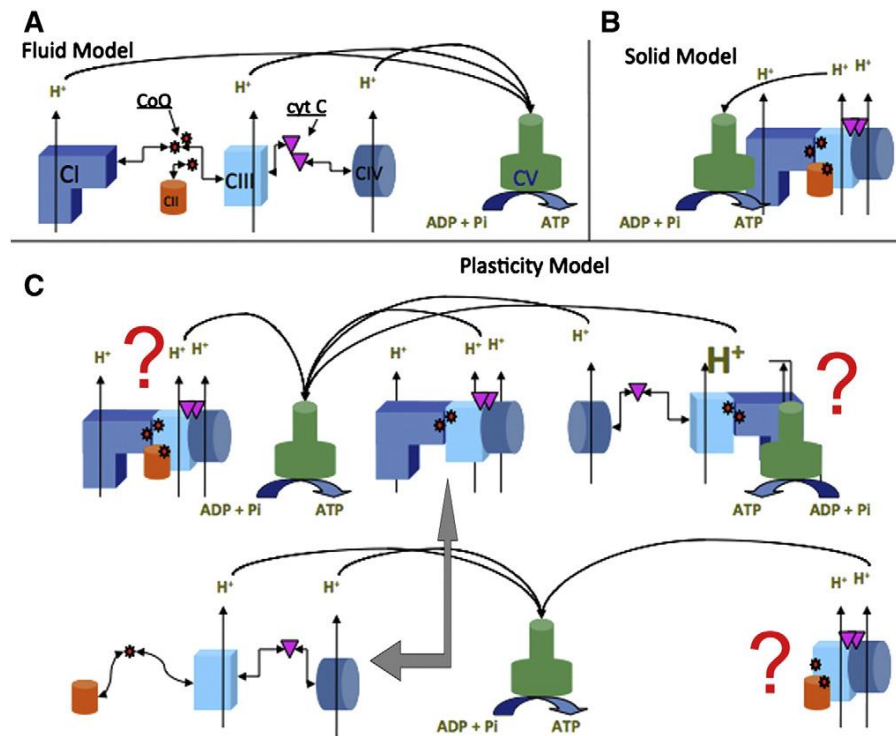 A
Fluid Model
H⁺
H⁺
H⁺
CoQ
cyt C
CI
CII
CIII
CIV
CV
ADP + Pi
ATP
B
Solid Model
H⁺
H⁺ H⁺
ADP + Pi
ATP
Plasticity Model
C
H⁺
?
H⁺ H⁺
ADP + Pi
ATP
H⁺
H⁺ H⁺
H⁺
H⁺
?
ATP
ADP + Pi
H⁺
H⁺
ADP + Pi
ATP
H⁺ H⁺
?